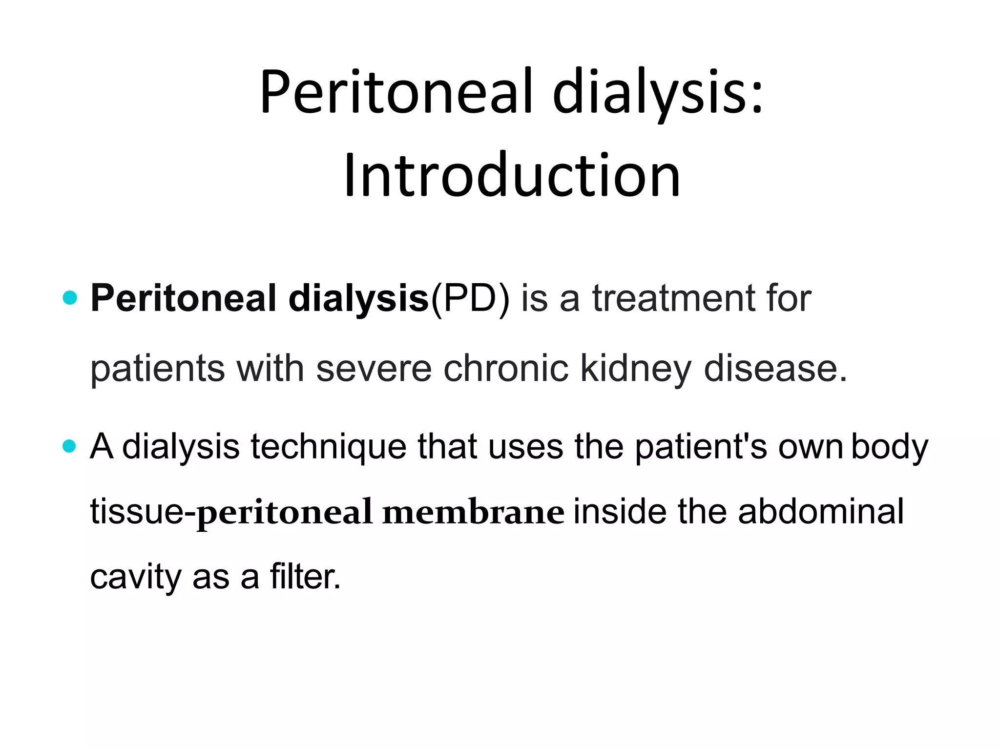 Peritoneal dialysis:
Introduction
• Peritoneal dialysis(PD) is a treatment for
patients with severe chronic kidney disease.
• A dialysis technique that uses the patient's own body
tissue-peritoneal membrane inside the abdominal
cavity as a filter.